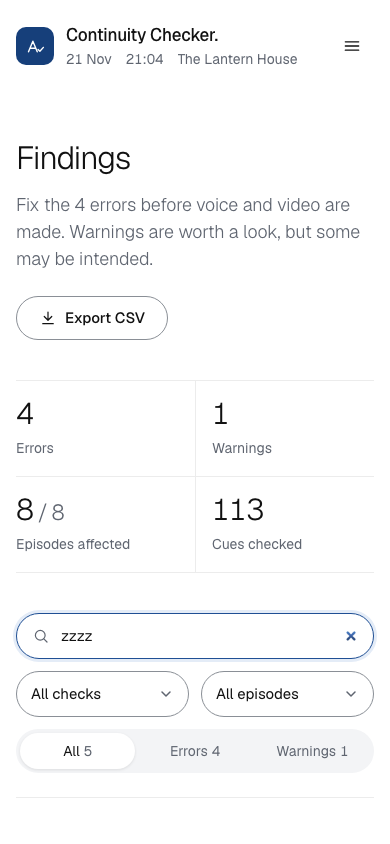 Continuity Checker.
21 Nov 21:04 The Lantern House
Findings
Fix the 4 errors before voice and video are
made. Warnings are worth a look, but some
may be intended.
Export CSV
4
Errors
1
Warnings
8 / 8
Episodes affected
113
Cues checked
zzzz
All checks
All episodes
All 5
Errors 4
Warnings 1